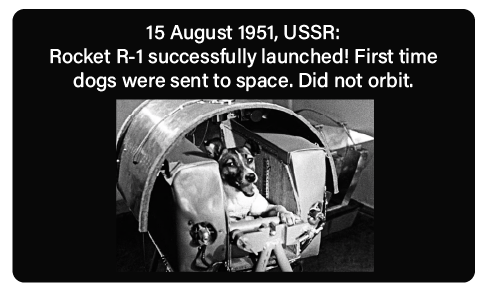 15 August 1951, USSR:
Rocket R-1 successfully launched! First time
dogs were sent to space. Did not orbit.